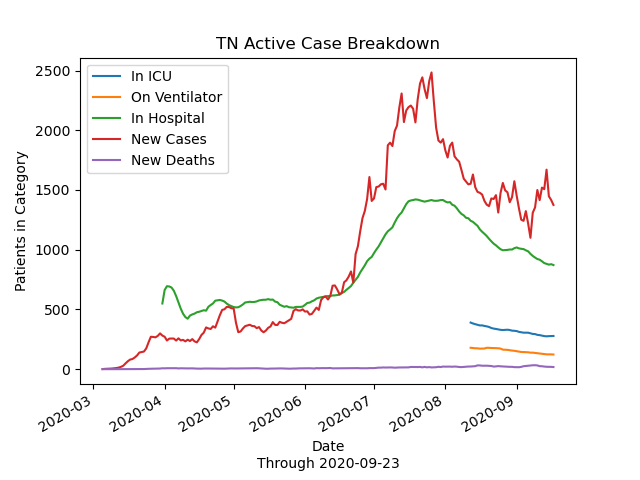 TN Active Case Breakdown
In ICU
On Ventilator
In Hospital
New Cases
New Deaths
Patients in Category
2500
2000
1500
1000
500
0
2020-03
2020-04
2020-05
2020-06
2020-07
2020-08
2020-09
Date
Through 2020-09-23